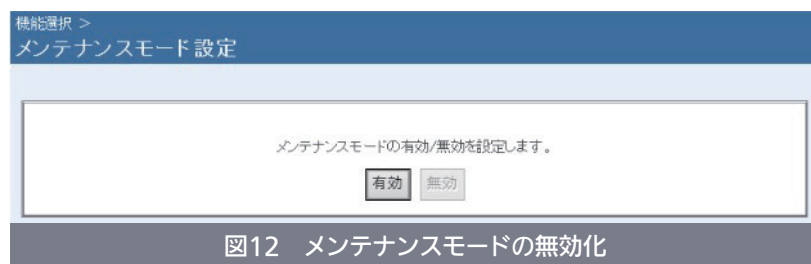 機能選択 >
メンテナンスモード設定
メンテナンスモードの有効/無効を設定します。
有効 無効
図12　メンテナンスモードの無効化